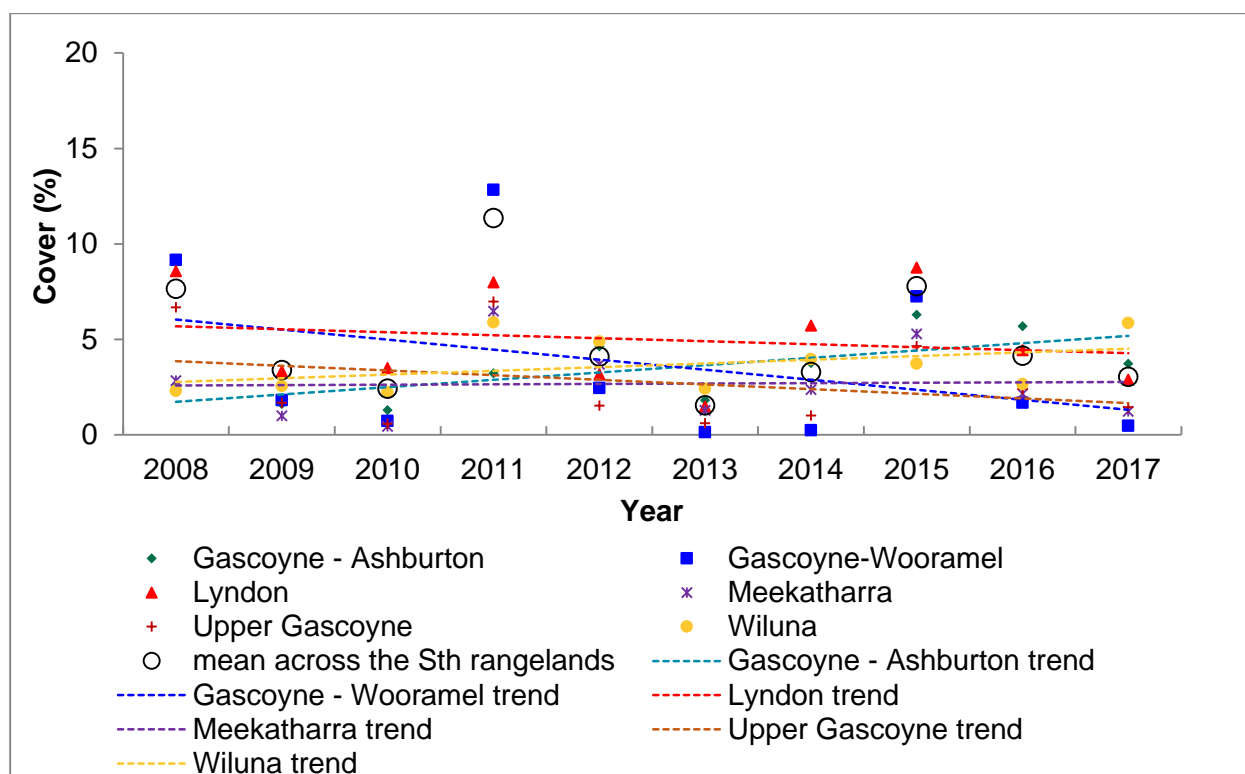 20
15
10
5
0
Cover (%)
2008 2009 2010 2011 2012 2013 2014 2015 2016 2017
Year
Gascoyne - Ashburton Gascoyne-Wooramel
Lyndon Meekatharra
Upper Gascoyne Wiluna
mean across the Sth rangelands Gascoyne - Ashburton trend
Gascoyne - Wooramel trend Lyndon trend
Meekatharra trend Upper Gascoyne trend
Wiluna trend